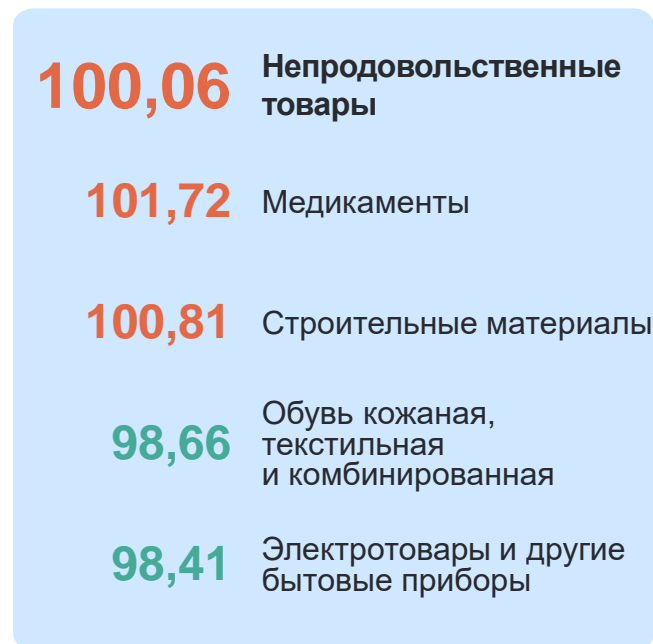 100,06 Непродовольственные
товары
101,72 Медикаменты
100,81 Строительные материалы
98,66 Обувь кожаная,
текстильная
и комбинированная
98,41 Электротовары и другие
бытовые приборы